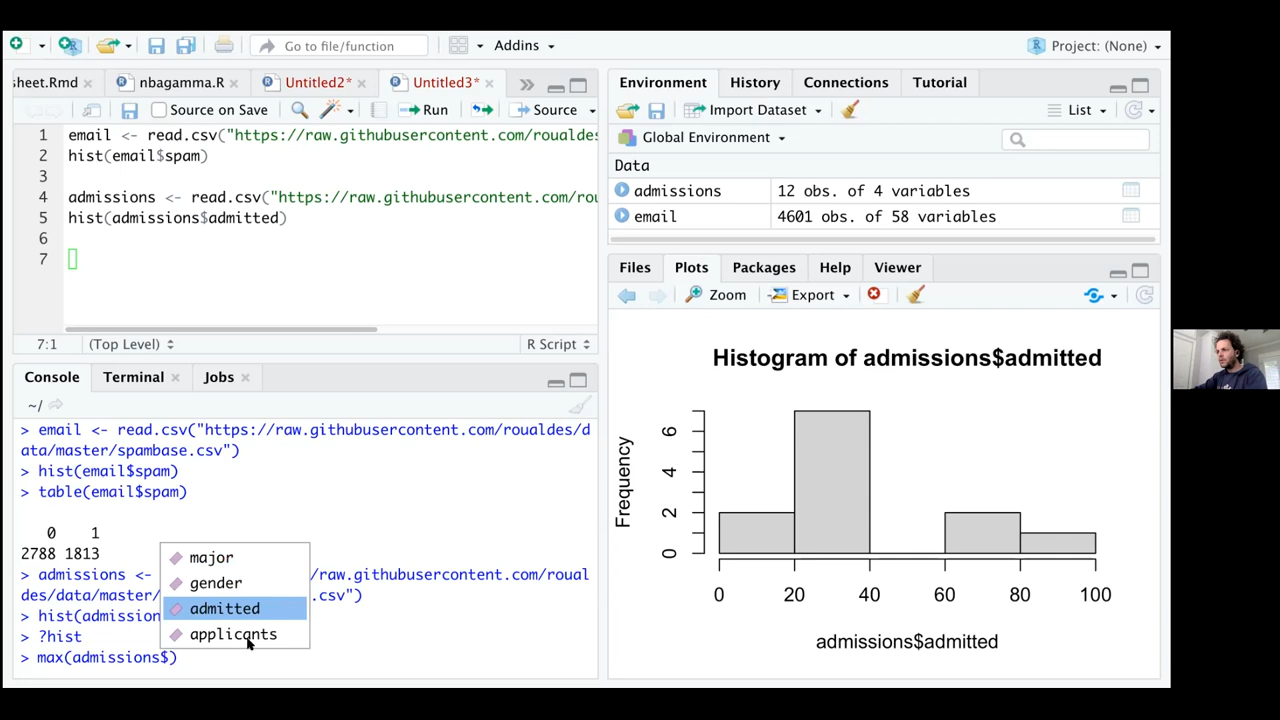 Go to file/function
Addins
Project: (None)
sheet.Rmd
nbagamma.R
Untitled2*
Untitled3*
Source on Save
Run
Source
1 email <- read.csv("https://raw.githubusercontent.com/roualdes
2 hist(email$spam)
3
4 admissions <- read.csv("https://raw.githubusercontent.com/rou
5 hist(admissions$admitted)
6
7
7:1 (Top Level) R Script
Console Terminal Jobs
~/
> email <- read.csv("https://raw.githubusercontent.com/roualdes/d
ata/master/spambase.csv")
> hist(email$spam)
> table(email$spam)
0 1
2788 1813
> admissions <- /raw.githubusercontent.com/roual
des/data/master/ .csv")
> hist(admission
> ?hist
> max(admissions$)
major
gender
admitted
applicants
Environment History Connections Tutorial
Import Dataset
List
Global Environment
Data
admissions 12 obs. of 4 variables
email 4601 obs. of 58 variables
Files Plots Packages Help Viewer
Zoom Export
Histogram of admissions$admitted
Frequency
0 2 4 6
0 20 40 60 80 100
admissions$admitted